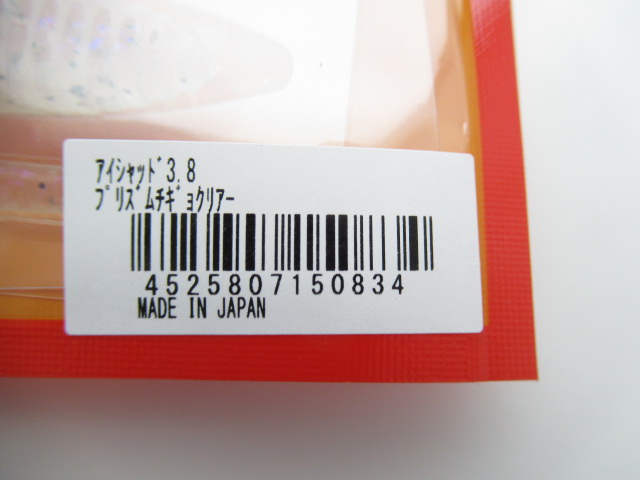 ｱｲｼｬｯﾄﾞ3.8
ﾌﾟﾘｽﾞﾑﾁｷﾞｮｸﾘｱｰ
4525807150834
MADE IN JAPAN